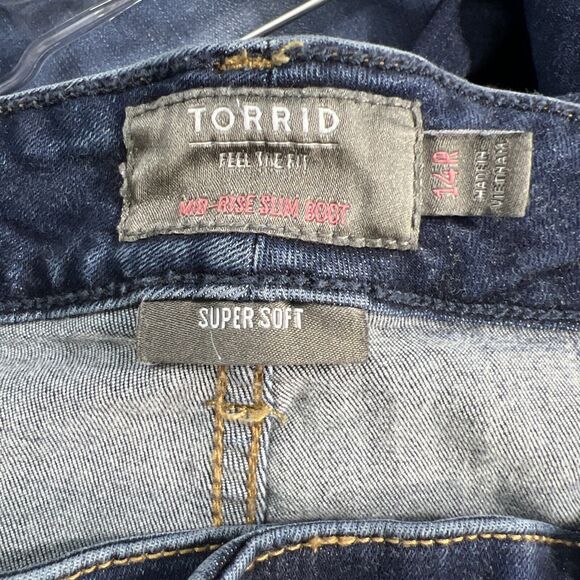 TORRID
FEEL THE FIT
MID-RISE SLIM BOOT
14R
MADE IN
VIETNAM
SUPER SOFT